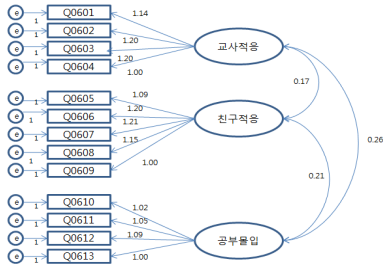 e Q0601 1.14
1
e Q0602
1 1.20 교사적응
e Q0603
1 1.20
e Q0604 1.00
0.17
e 1 Q0605 1.09
1.20
e Q0606
1 1.21 친구적응
e 1 Q0607
1.15
e 1 Q0608
0.26
1 1.00
e Q0609
0.21
e Q0610 1.02
1
e Q0611 1.05
1
e Q0612 1.09 공부몰입
1
e Q0613 1.00
1